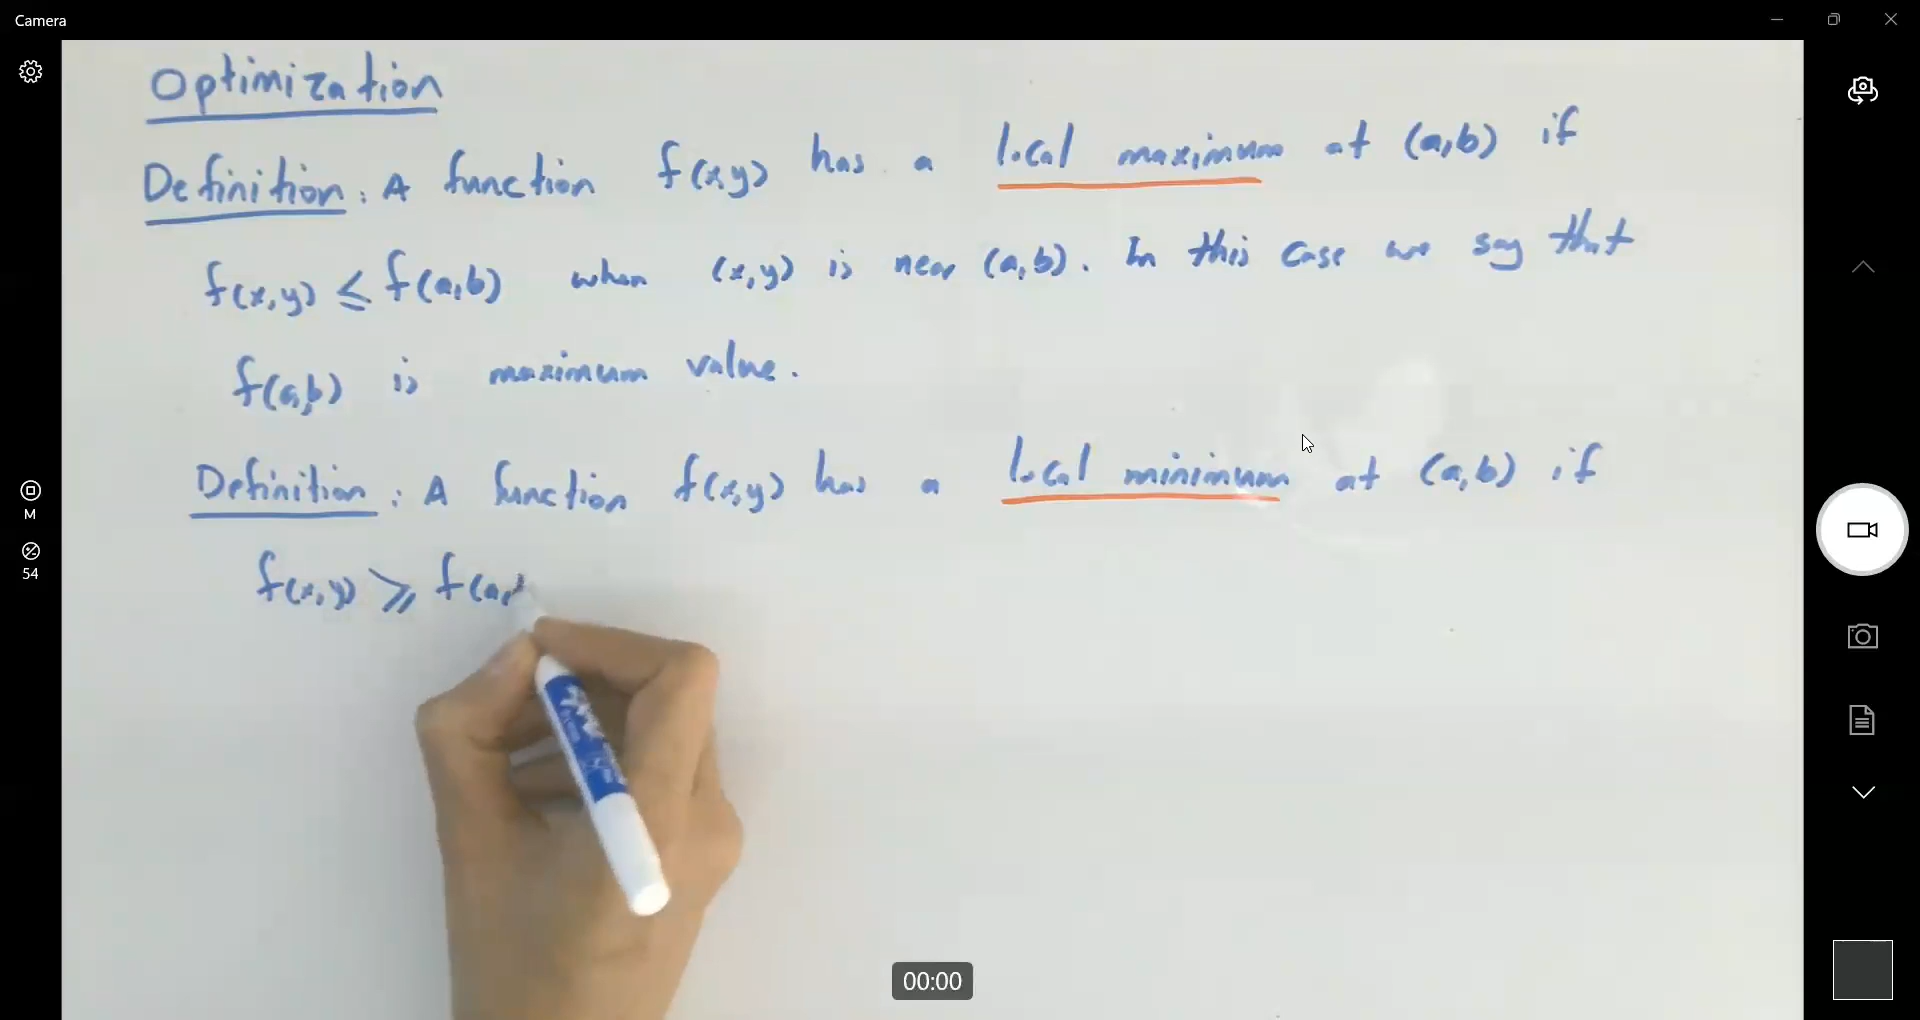 Camera
Optimization
Definition: A function f(x,y) has a local maximum at (a,b) if
f(x,y) ≤ f(a,b) when (x,y) is near (a,b). In this case we say that
f(a,b) is maximum value.
Definition: A function f(x,y) has a local minimum at (a,b) if
f(x,y) ≥ f(a,
M
54
00:00